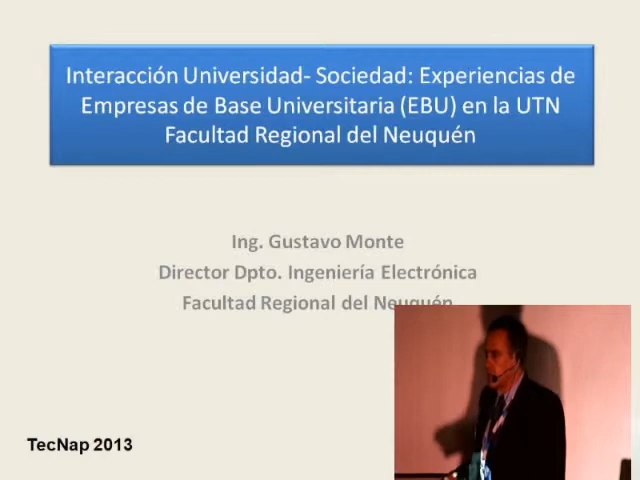 Interacción Universidad- Sociedad: Experiencias de
Empresas de Base Universitaria (EBU) en la UTN
Facultad Regional del Neuquén
Ing. Gustavo Monte
Director Dpto. Ingeniería Electrónica
Facultad Regional del Neuquén
TecNap 2013